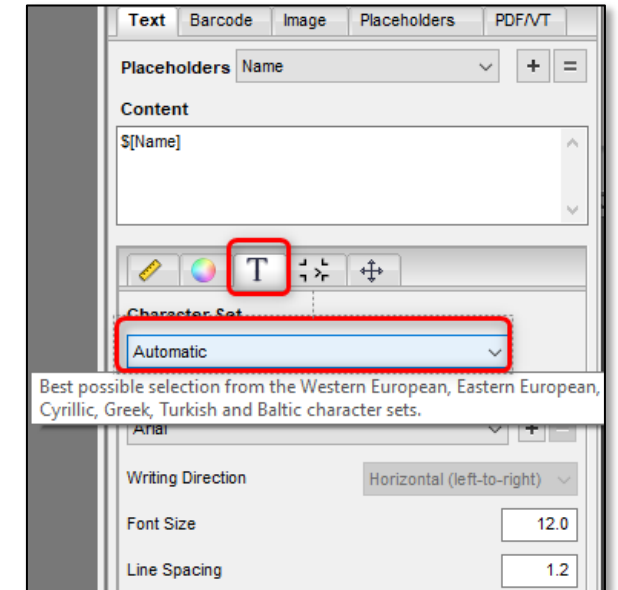 Text Barcode Image Placeholders PDF/VT
Placeholders Name + =
Content
$[Name]
T
Character Set
Automatic
Best possible selection from the Western European, Eastern European,
Cyrillic, Greek, Turkish and Baltic character sets.
Arial + =
Writing Direction Horizontal (left-to-right)
Font Size 12.0
Line Spacing 1.2